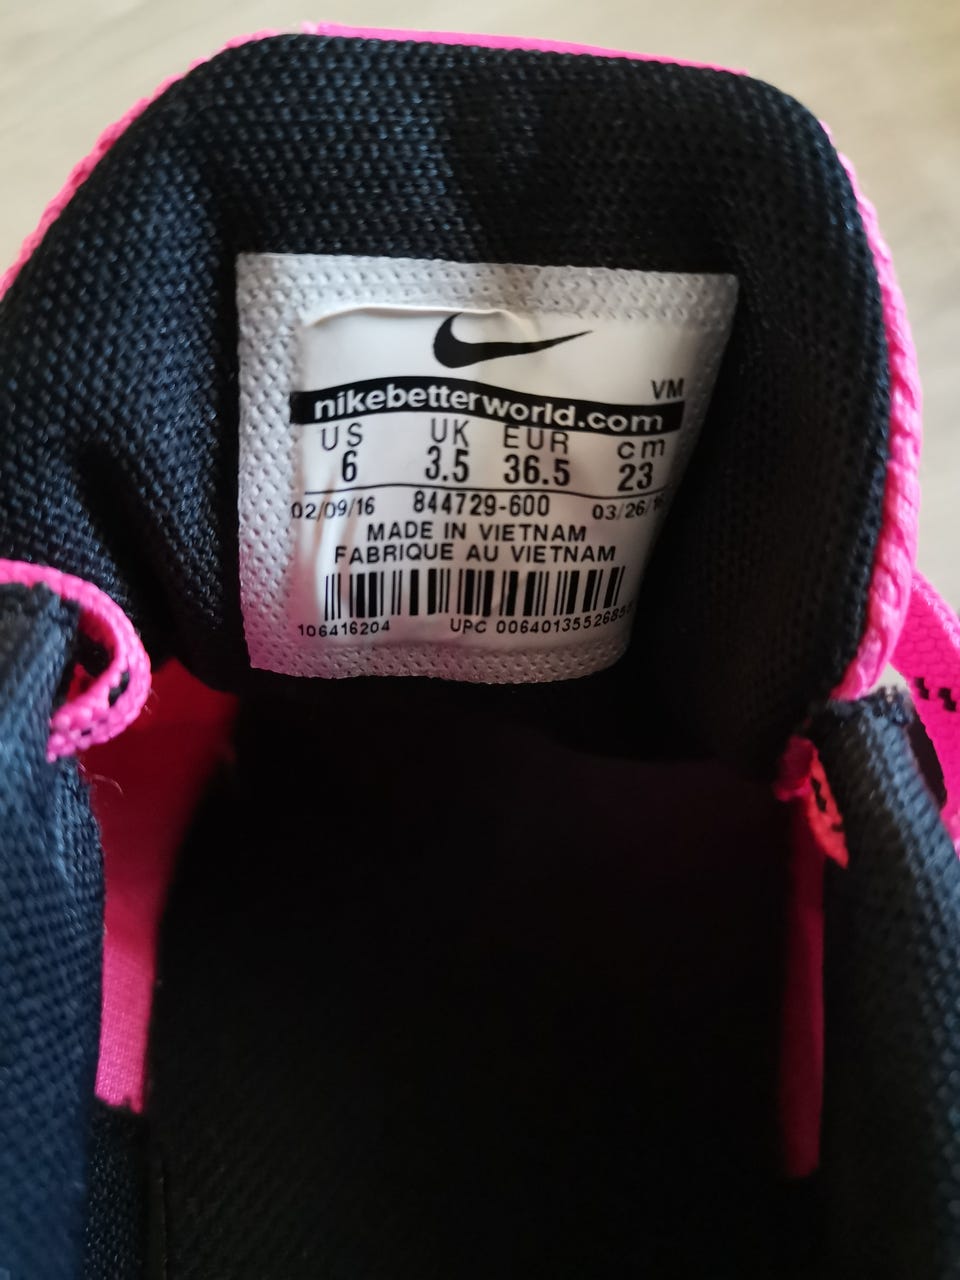 VM
nikebetterworld.com
US UK EUR cm
6 3.5 36.5 23
02/09/16 844729-600
MADE IN VIETNAM
FABRIQUE AU VIETNAM
106416204 UPC